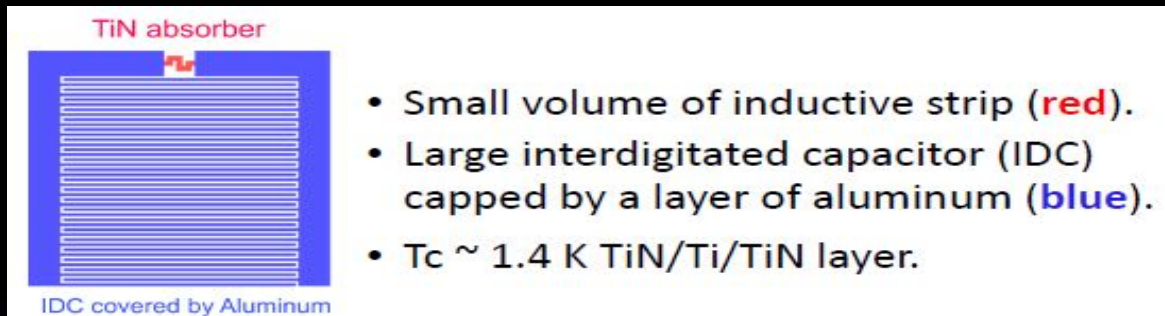 TiN absorber
• Small volume of inductive strip (red).
• Large interdigitated capacitor (IDC)
capped by a layer of aluminum (blue).
• Tc ~ 1.4 K TiN/Ti/TiN layer.
IDC covered by Aluminum